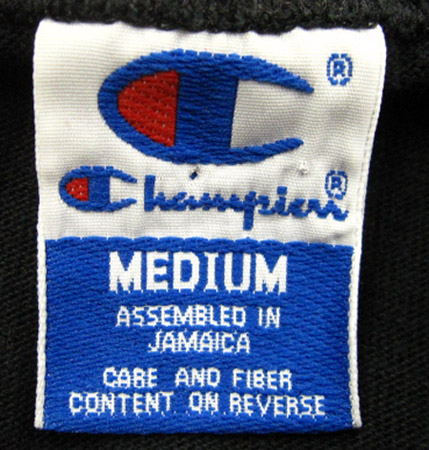 ®
Champion®
MEDIUM
ASSEMBLED IN
JAMAICA
CARE AND FIBER
CONTENT ON REVERSE